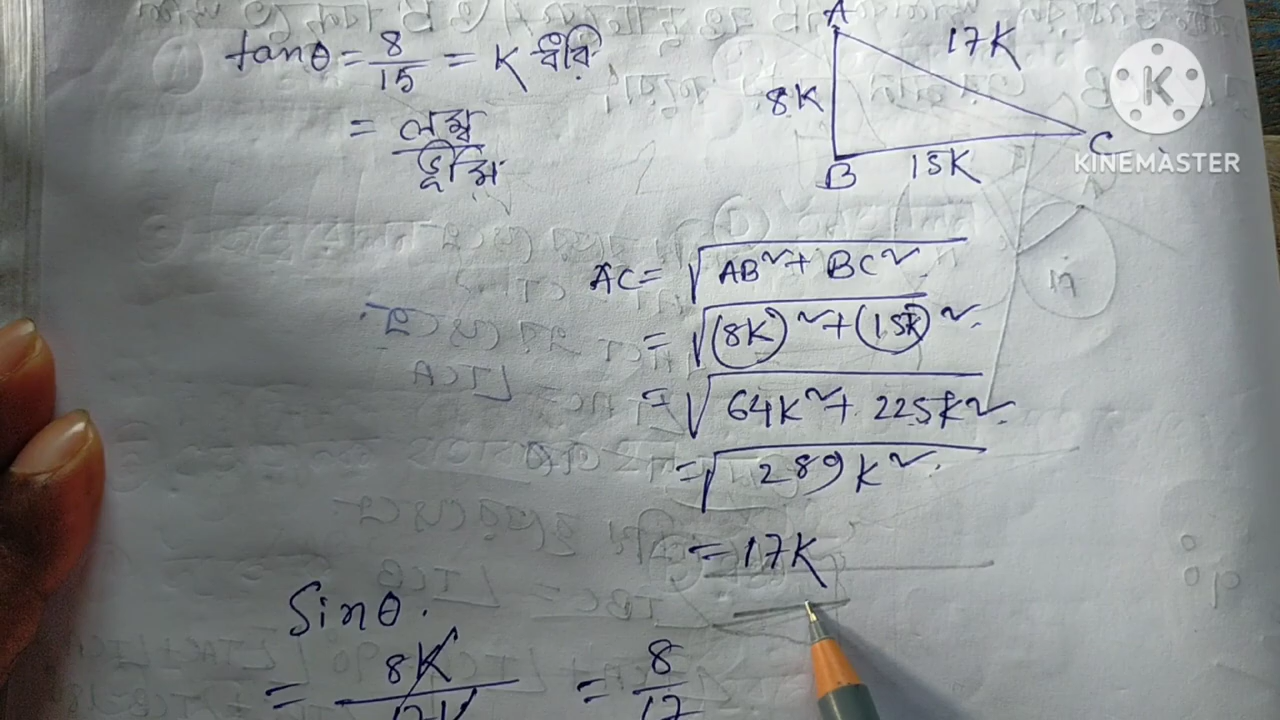 tanθ = 8/15 = K ধরি
= লম্ব/ভূমি
A
17K
8K
B
15K
C
K
KINEMASTER
AC = √AB² + BC²
= √(8K)² + (15K)²
= √64K² + 225K²
= √289K²
= 17K
Sinθ.
= 8K/17K = 8/17